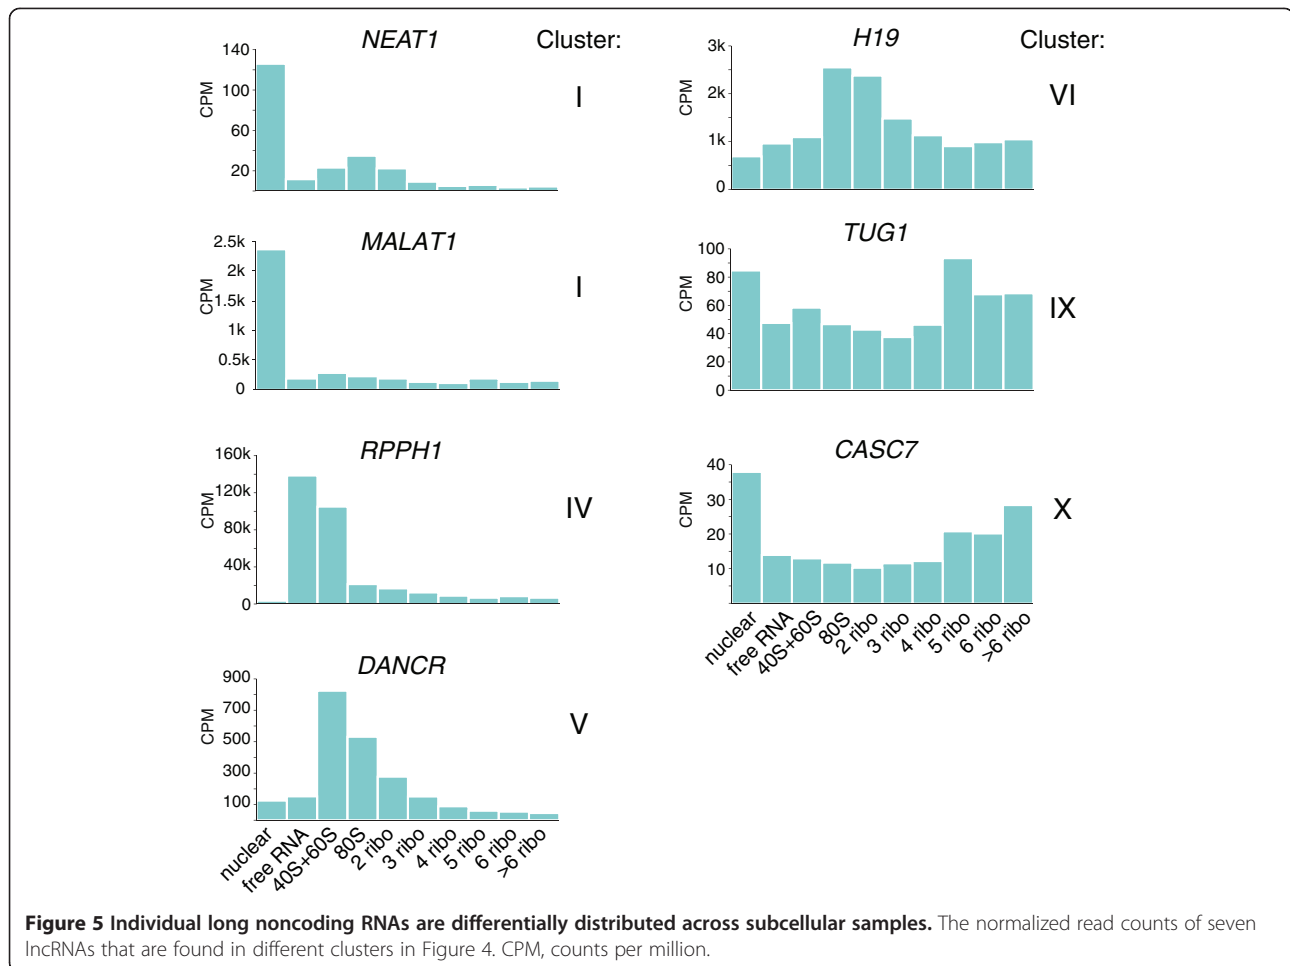 NEAT1 Cluster:
140
100
60
20
CPM
I
MALAT1
2.5k
2k
1.5k
1k
0.5k
0
CPM
I
RPPH1
160k
120k
80k
40k
0
CPM
IV
DANCR
900
700
500
300
100
CPM
V
nuclear
free RNA
40S+60S
80S
2 ribo
3 ribo
4 ribo
5 ribo
6 ribo
>6 ribo
H19 Cluster:
3k
2k
1k
0
CPM
VI
TUG1
100
80
60
40
20
0
CPM
IX
CASC7
40
30
20
10
CPM
X
nuclear
free RNA
40S+60S
80S
2 ribo
3 ribo
4 ribo
5 ribo
6 ribo
>6 ribo
Figure 5 Individual long noncoding RNAs are differentially distributed across subcellular samples. The normalized read counts of seven
lncRNAs that are found in different clusters in Figure 4. CPM, counts per million.